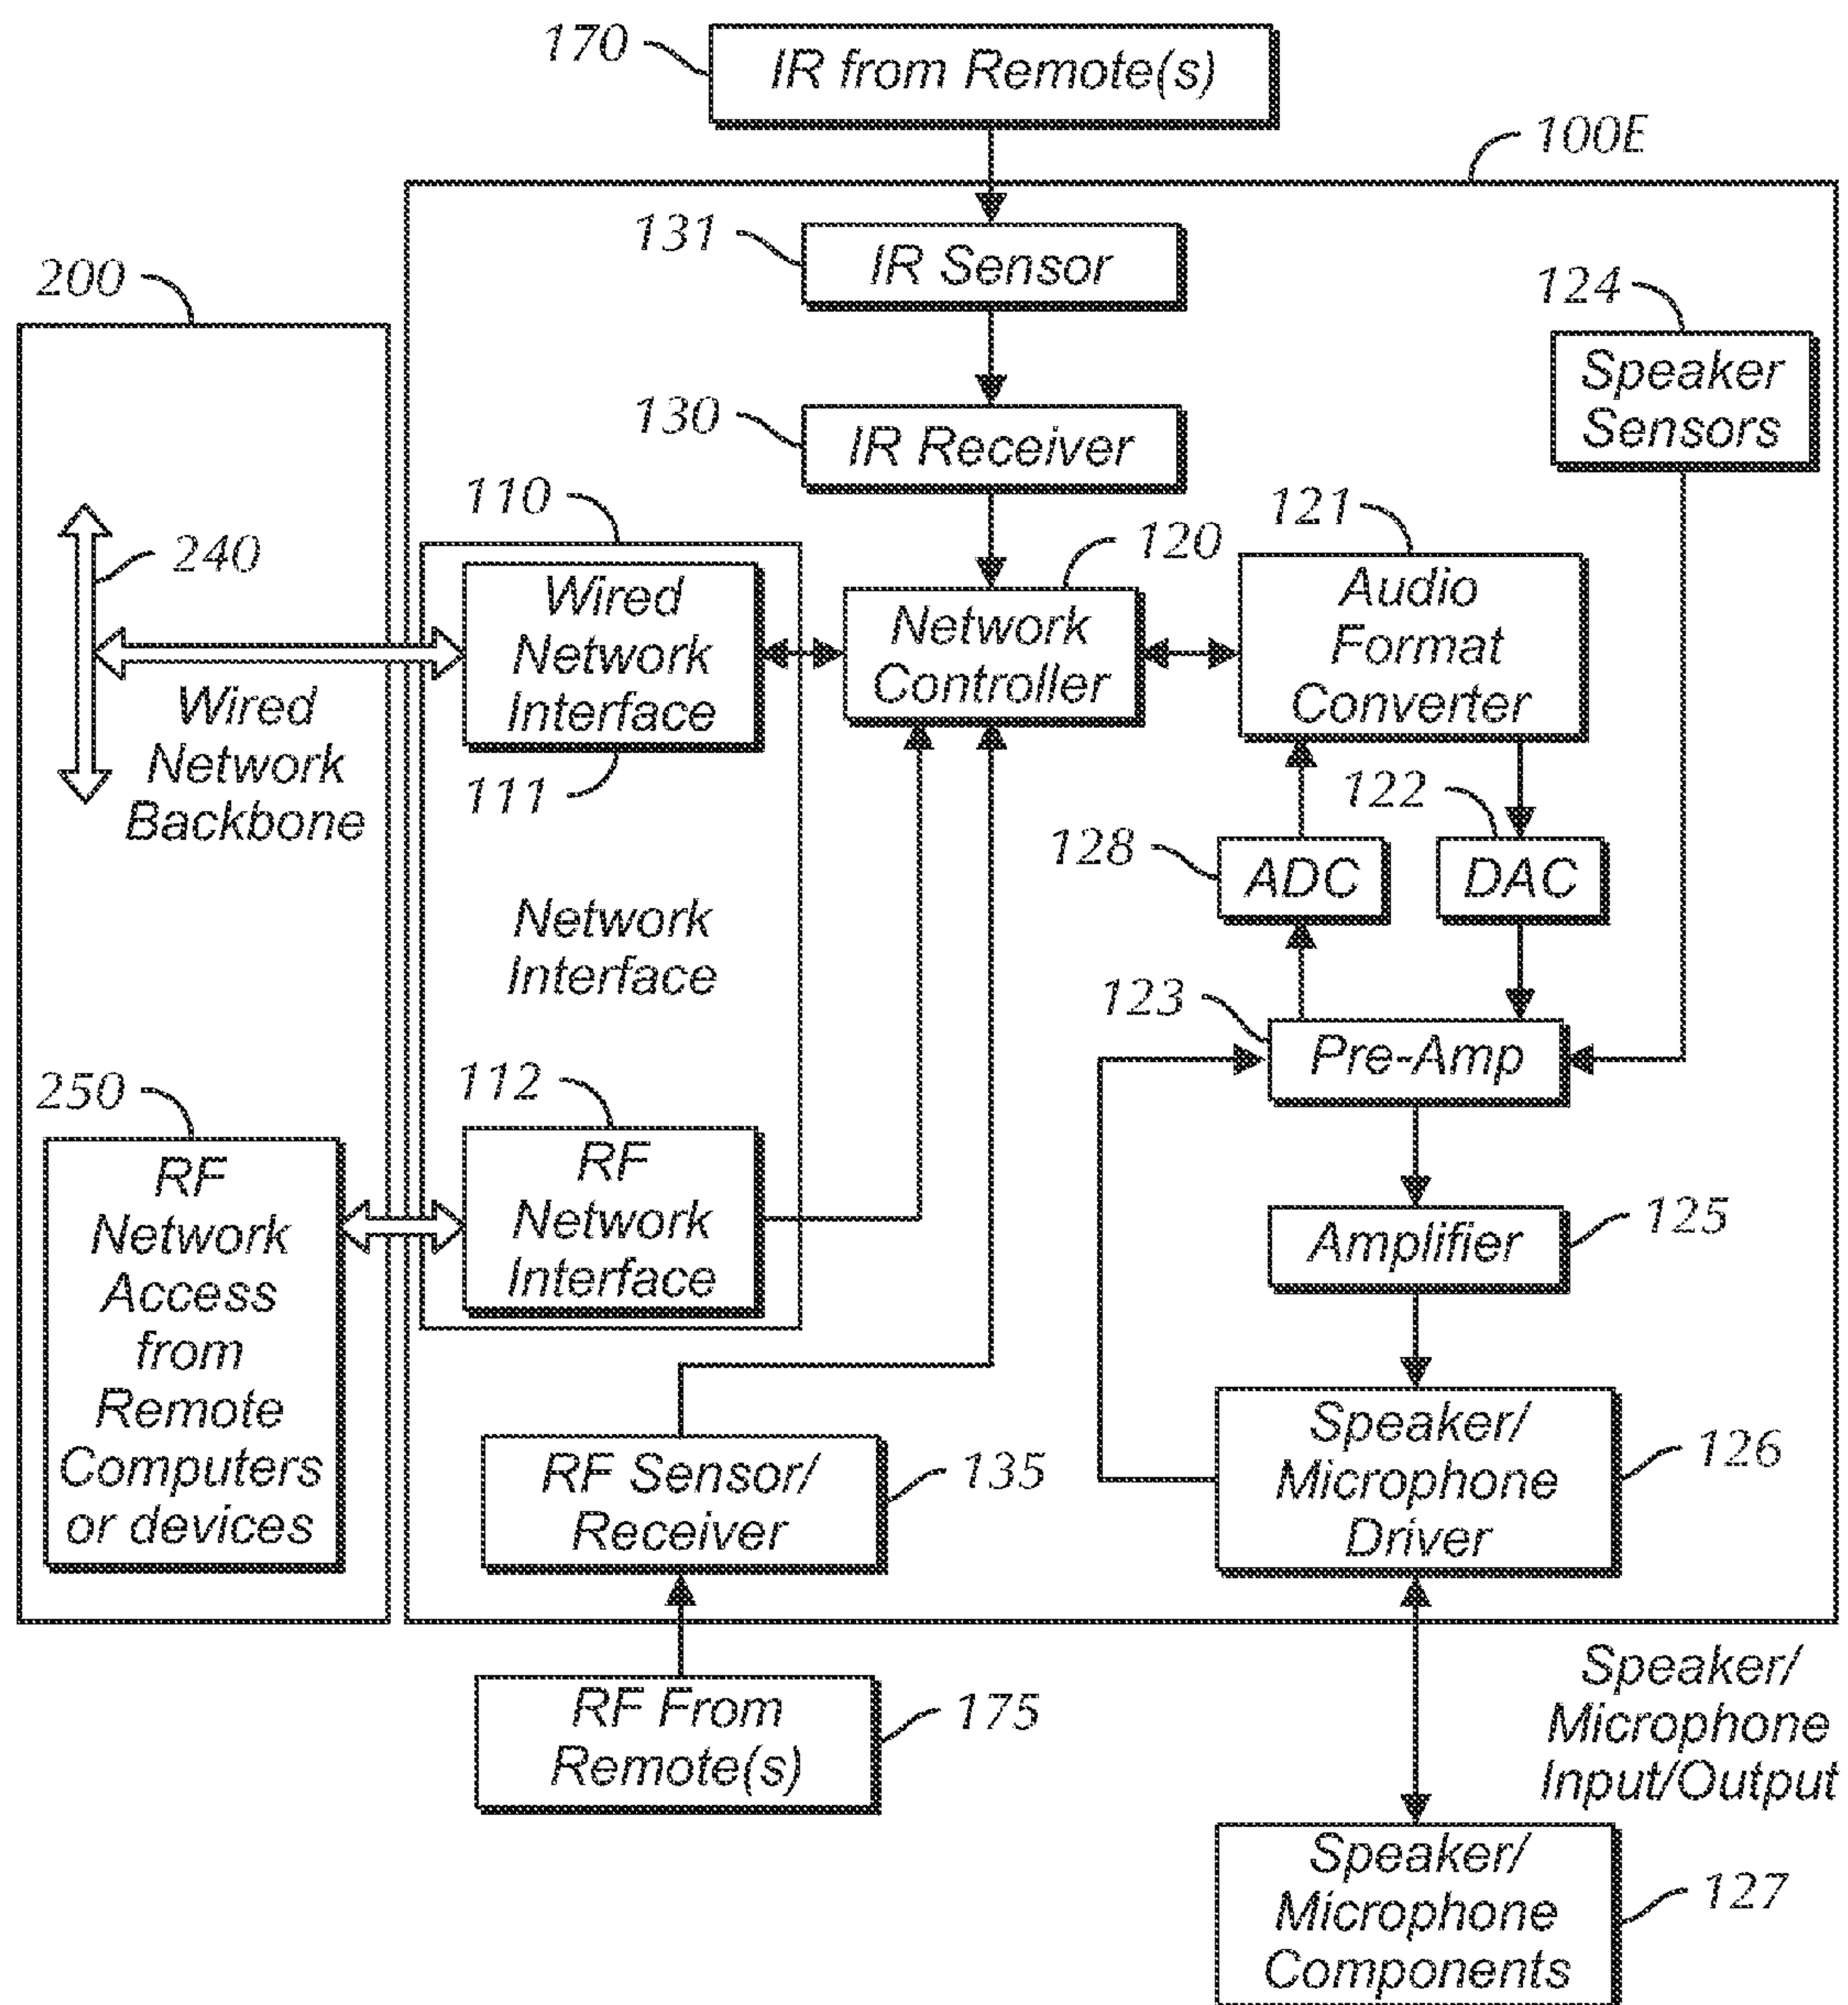 170
IR from Remote(s)
100E
131
IR Sensor
200
124
Speaker
Sensors
130
IR Receiver
110
121
240
120
Wired
Network
Interface
Network
Controller
Audio
Format
Converter
Wired
Network
Backbone
111
122
128
ADC
DAC
Network
Interface
123
Pre-Amp
250
112
RF
Network
Access
from
Remote
Computers
or devices
RF
Network
Interface
Amplifier
125
Speaker/
Microphone
Driver
126
RF Sensor/
Receiver
135
RF From
Remote(s)
175
Speaker/
Microphone
Input/Output
Speaker/
Microphone
Components
127